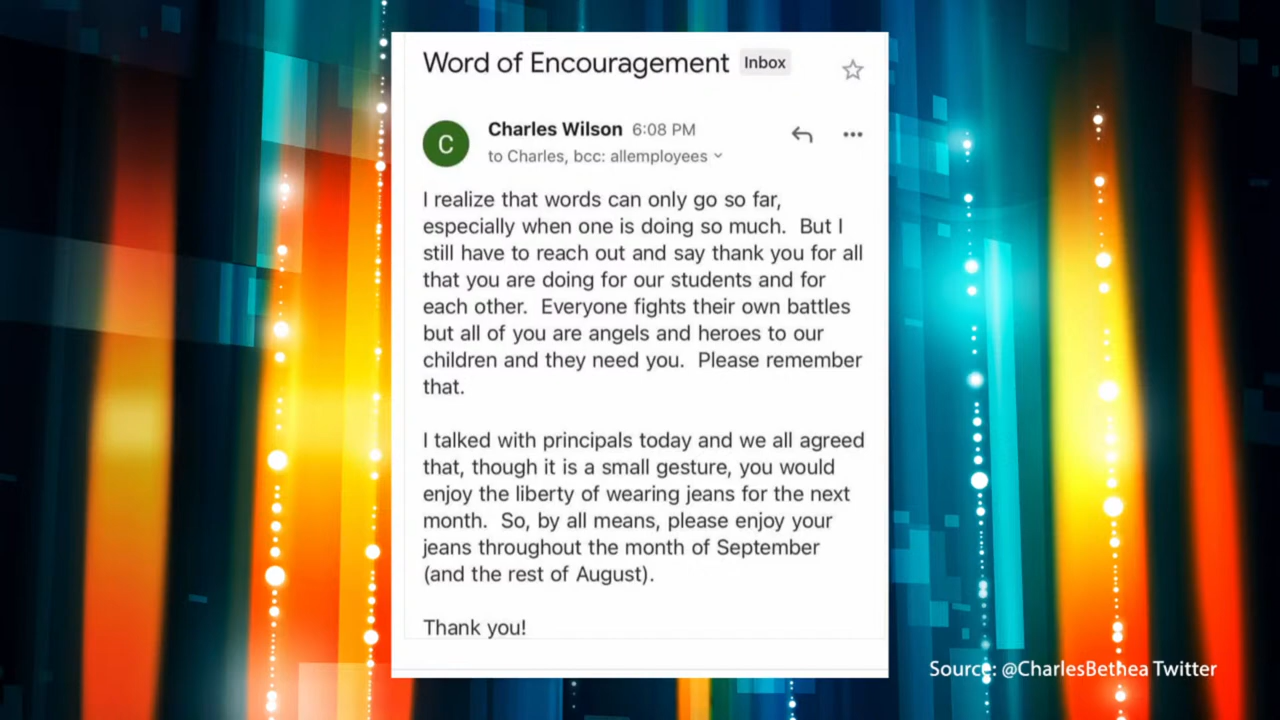 Word of Encouragement Inbox
C
Charles Wilson 6:08 PM
to Charles, bcc: allemployees
I realize that words can only go so far,
especially when one is doing so much.  But I
still have to reach out and say thank you for all
that you are doing for our students and for
each other.  Everyone fights their own battles
but all of you are angels and heroes to our
children and they need you.  Please remember
that.
I talked with principals today and we all agreed
that, though it is a small gesture, you would
enjoy the liberty of wearing jeans for the next
month.  So, by all means, please enjoy your
jeans throughout the month of September
(and the rest of August).
Thank you!
Source: @CharlesBethea Twitter